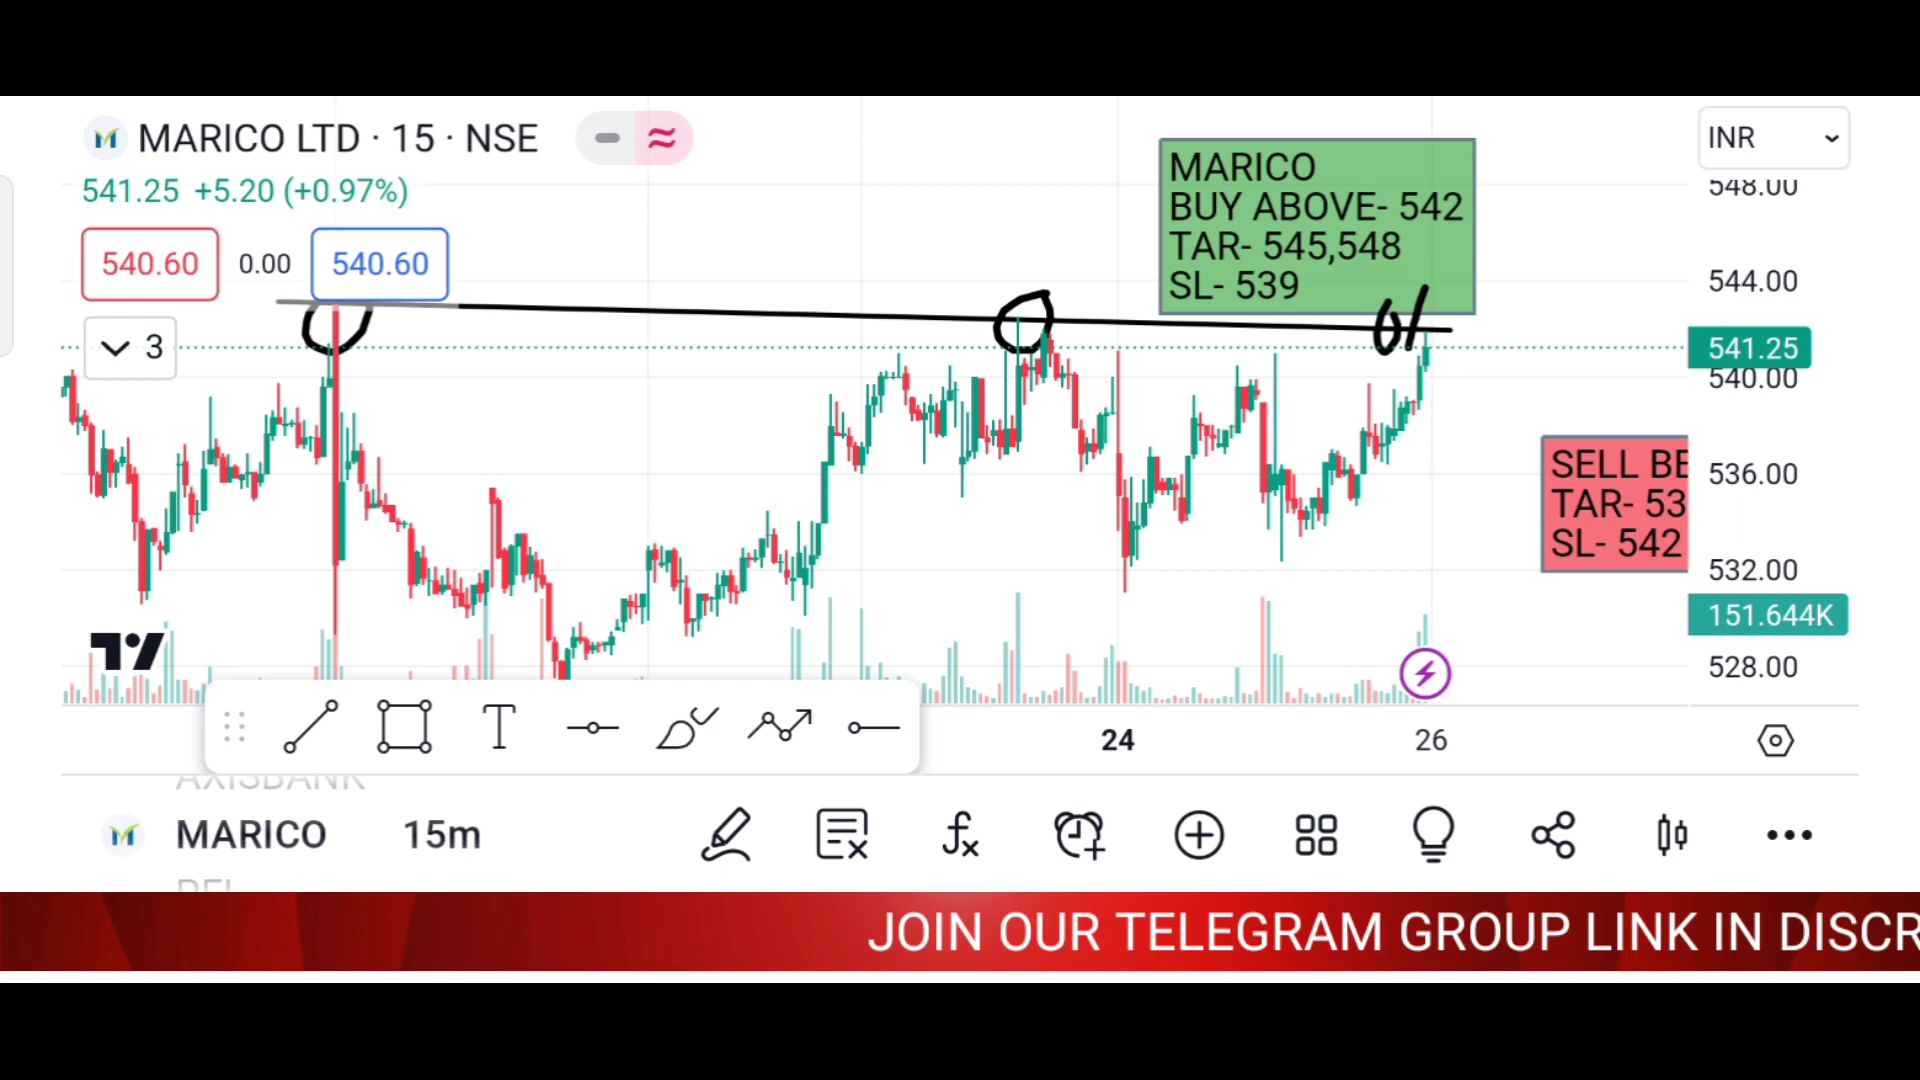 MARICO LTD · 15 · NSE
541.25 +5.20 (+0.97%)
540.60 0.00 540.60
3
MARICO
BUY ABOVE- 542
TAR- 545,548
SL- 539
INR
548.00
544.00
541.25
540.00
536.00
532.00
151.644K
528.00
SELL BE
TAR- 53
SL- 542
24 26
AXISBANK
MARICO 15m
BEL
JOIN OUR TELEGRAM GROUP LINK IN DISCR